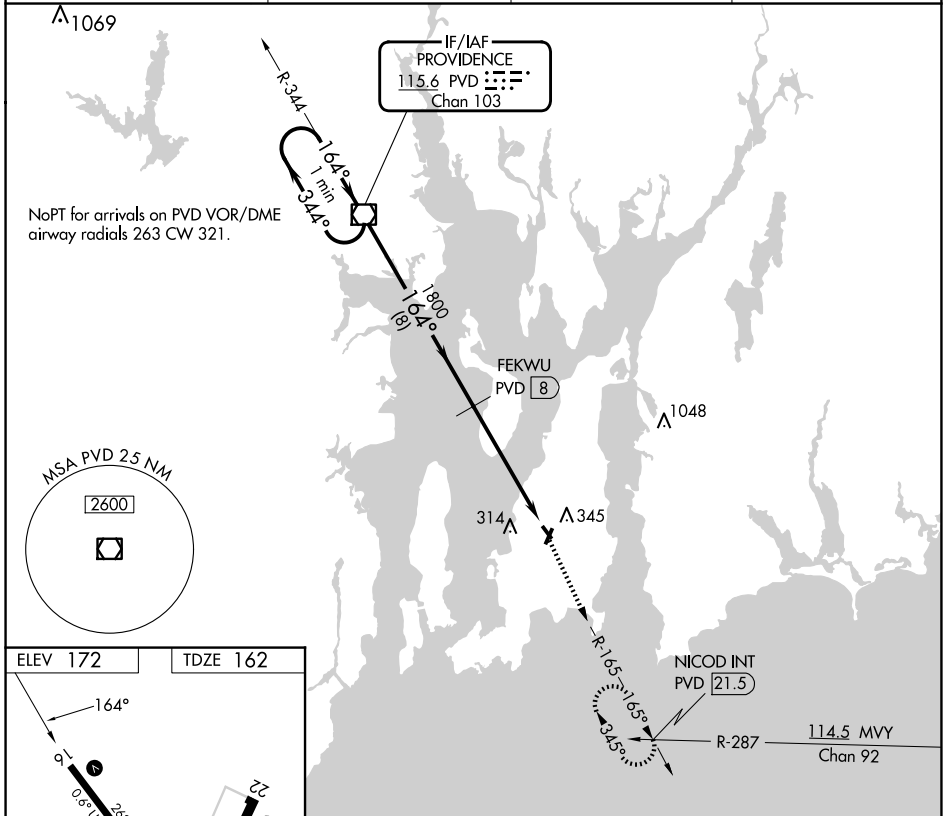 1069
IF/IAF
PROVIDENCE
115.6 PVD
Chan 103
R-344
164°
1 min
344°
NoPT for arrivals on PVD VOR/DME
airway radials 263 CW 321.
1800
164°
(8)
FEKWU
PVD 8
1048
MSA PVD 25 NM
2600
314
345
ELEV 172
TDZE 162
R-165
165°
345°
NICOD INT
PVD 21.5
R-287
114.5 MVY
Chan 92
164°
16
V
22